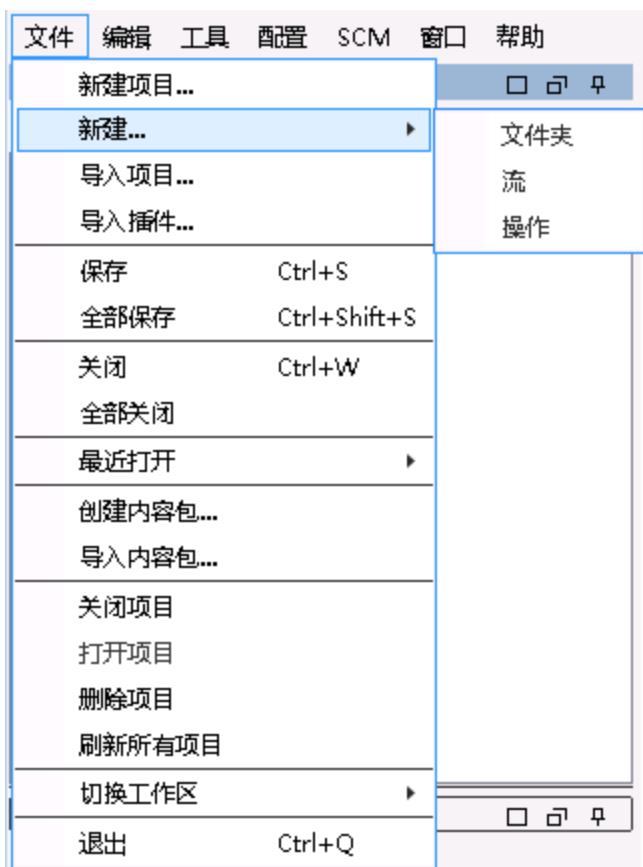 文件 编辑 工具 配置 SCM 窗口 帮助
新建项目...
新建...
文件夹
流
操作
导入项目...
导入插件...
保存 Ctrl+S
全部保存 Ctrl+Shift+S
关闭 Ctrl+W
全部关闭
最近打开
创建内容包...
导入内容包...
关闭项目
打开项目
删除项目
刷新所有项目
切换工作区
退出 Ctrl+Q